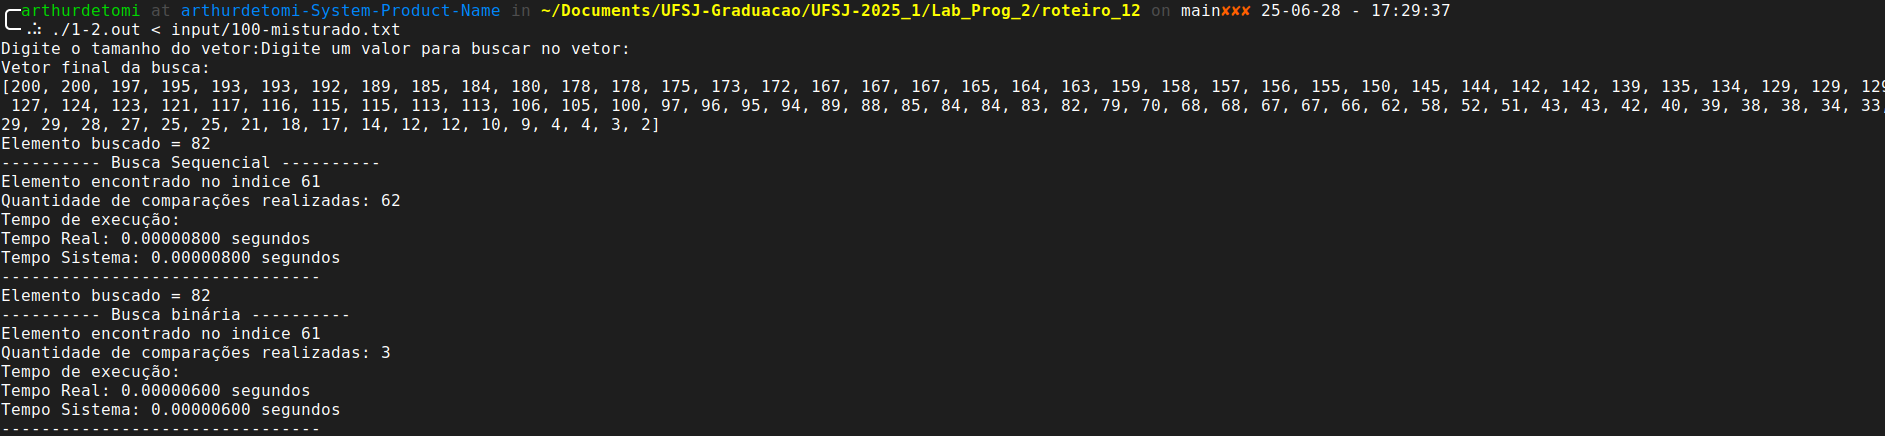 arthurdetomi at arthurdetomi-System-Product-Name in ~/Documents/UFSJ-Graduacao/UFSJ-2025_1/Lab_Prog_2/roteiro_12 on main✘✘✘ 25-06-28 - 17:29:37
./1-2.out < input/100-misturado.txt
Digite o tamanho do vetor:Digite um valor para buscar no vetor:
Vetor final da busca:
[200, 200, 197, 195, 193, 193, 192, 189, 185, 184, 180, 178, 178, 175, 173, 172, 167, 167, 167, 165, 164, 163, 159, 158, 157, 156, 155, 150, 145, 144, 142, 142, 139, 135, 134, 129, 129, 129
127, 124, 123, 121, 117, 116, 115, 115, 113, 113, 106, 105, 100, 97, 96, 95, 94, 89, 88, 85, 84, 84, 83, 82, 79, 70, 68, 68, 67, 67, 66, 62, 58, 52, 51, 43, 43, 42, 40, 39, 38, 38, 34, 33,
29, 29, 28, 27, 25, 25, 21, 18, 17, 14, 12, 12, 10, 9, 4, 4, 3, 2]
Elemento buscado = 82
---------- Busca Sequencial ----------
Elemento encontrado no indice 61
Quantidade de comparações realizadas: 62
Tempo de execução:
Tempo Real: 0.00000800 segundos
Tempo Sistema: 0.00000800 segundos
--------------------------------
Elemento buscado = 82
---------- Busca binária ----------
Elemento encontrado no indice 61
Quantidade de comparações realizadas: 3
Tempo de execução:
Tempo Real: 0.00000600 segundos
Tempo Sistema: 0.00000600 segundos
--------------------------------